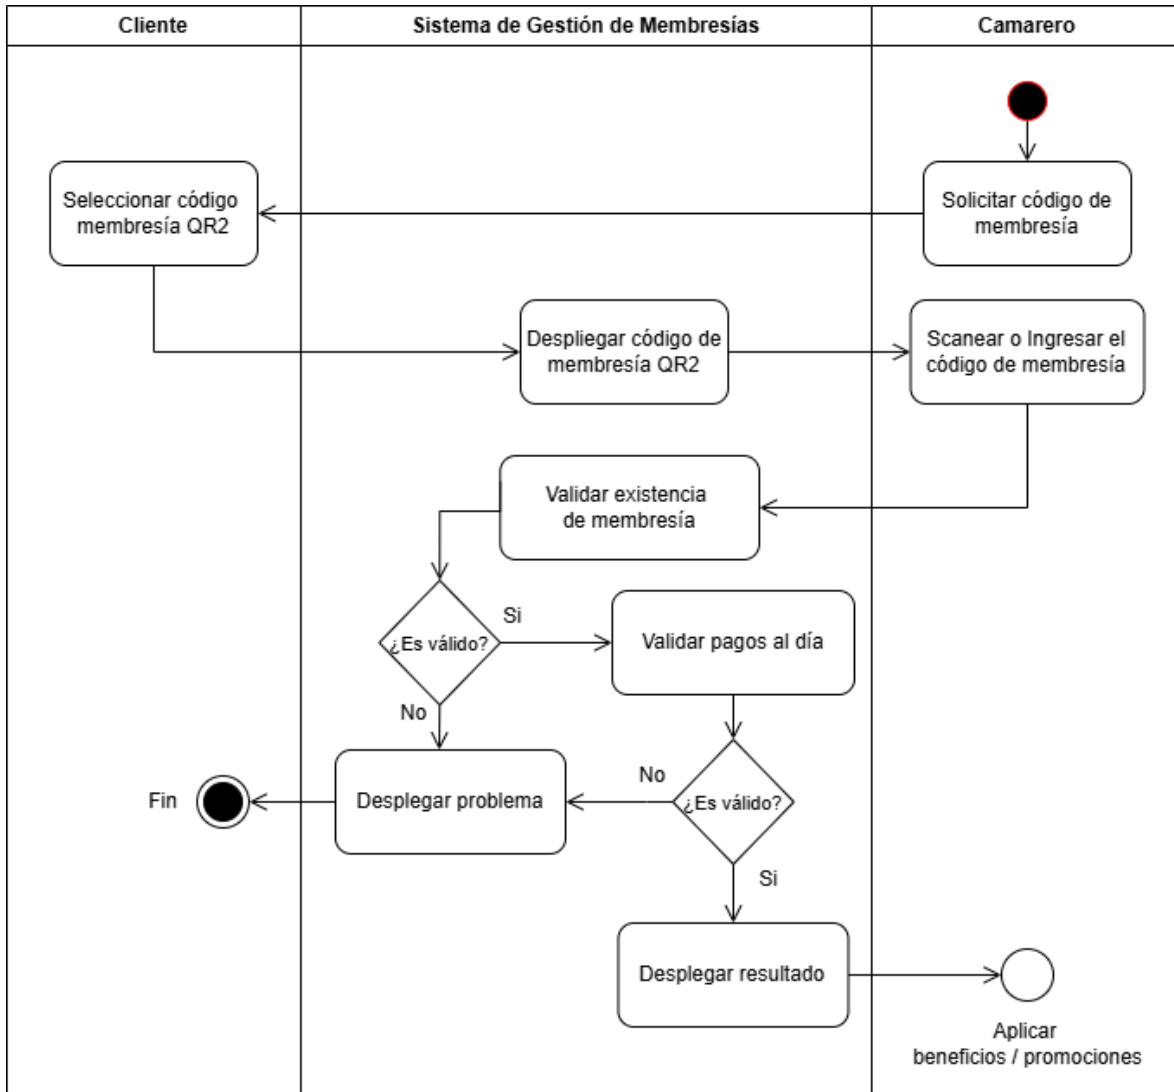 Cliente
Sistema de Gestión de Membresías
Camarero
Solicitar código de
membresía
Seleccionar código
membresía QR2
Despliegar código de
membresía QR2
Scanear o Ingresar el
código de membresía
Validar existencia
de membresía
¿Es válido?
Si
Validar pagos al día
No
Desplegar problema
Fin
No
¿Es válido?
Si
Desplegar resultado
Aplicar
beneficios / promociones